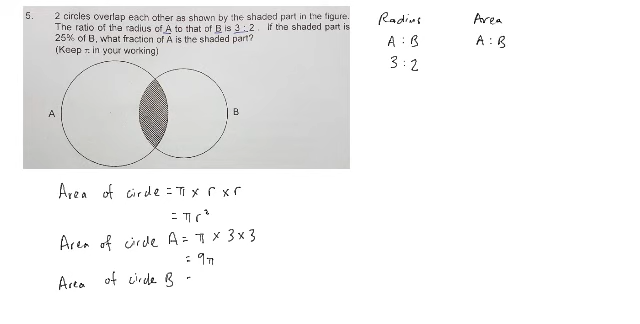 5. 2 circles overlap each other as shown by the shaded part in the figure.
The ratio of the radius of A to that of B is 3 : 2. If the shaded part is
25% of B, what fraction of A is the shaded part?
(Keep π in your working)
A
B
Radius
A : B
3 : 2
Area
A : B
Area of circle = π × r × r
= πr²
Area of circle A = π × 3 × 3
= 9π
Area of circle B =